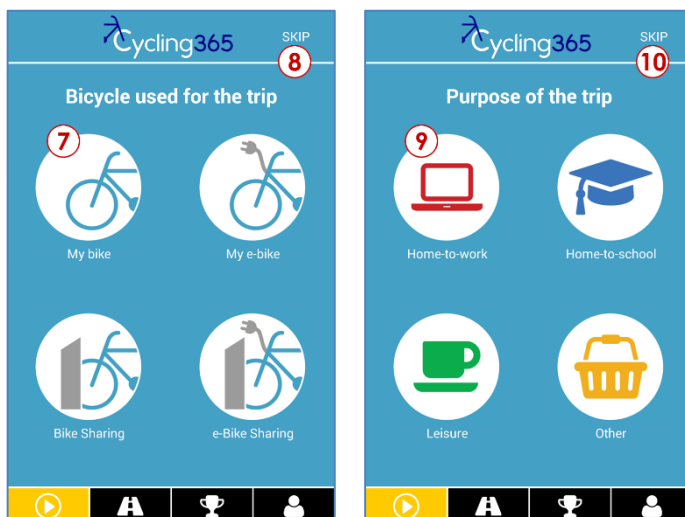 Cycling365
SKIP
8
Bicycle used for the trip
7
My bike
My e-bike
Bike Sharing
e-Bike Sharing
Cycling365
SKIP
10
Purpose of the trip
9
Home-to-work
Home-to-school
Leisure
Other